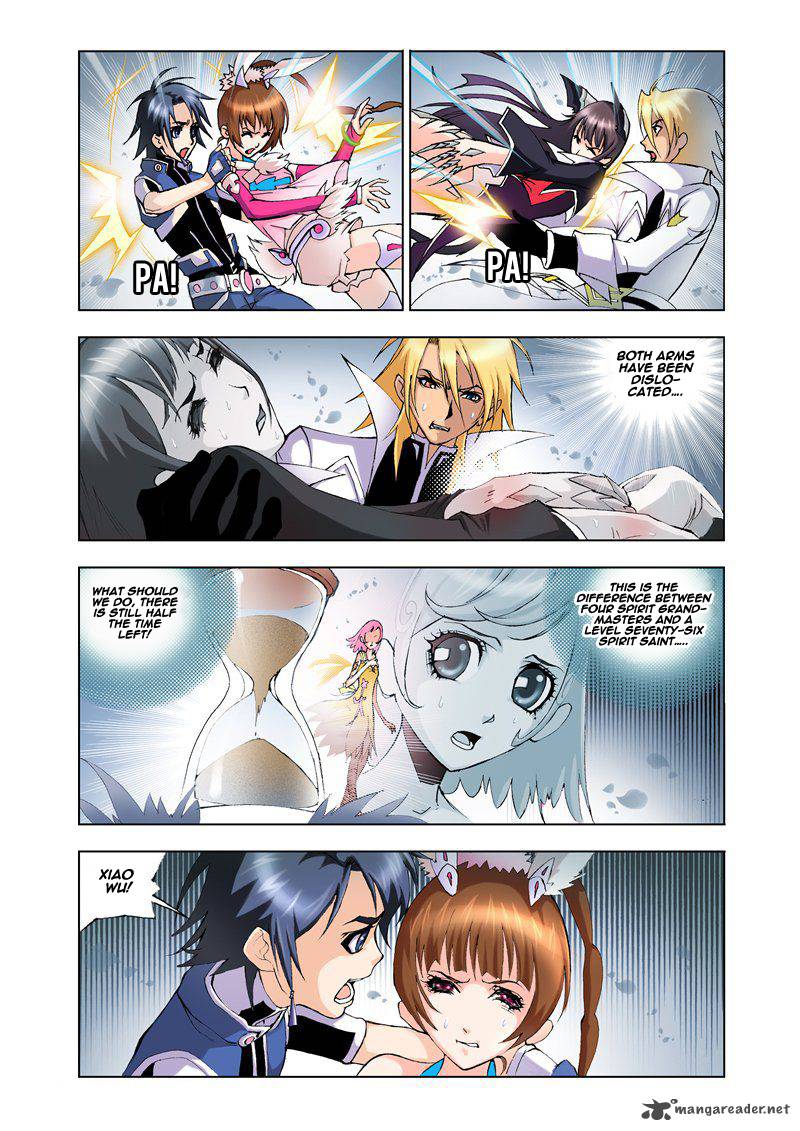 PA!
PA!
BOTH ARMS
HAVE BEEN
DISLO-
CATED....
WHAT SHOULD
WE DO, THERE
IS STILL HALF
THE TIME
LEFT!
THIS IS THE
DIFFERENCE BETWEEN
FOUR SPIRIT GRAND-
MASTERS AND A
LEVEL SEVENTY-SIX
SPIRIT SAINT.....
XIAO
WU!
mangareader.net